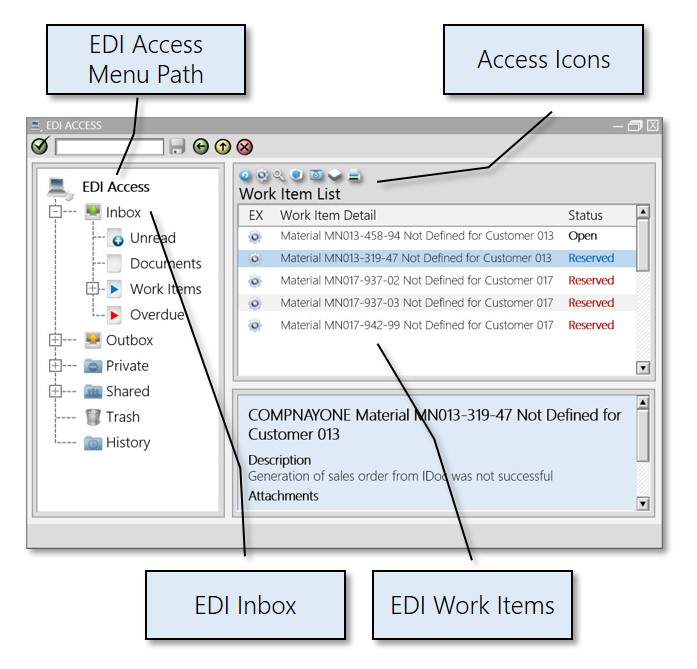 EDI Access
Menu Path
Access Icons
EDI ACCESS
EDI Access
Inbox
Unread
Documents
Work Items
Overdue
Outbox
Private
Shared
Trash
History
Work Item List
EX Work Item Detail Status
Material MN013-458-94 Not Defined for Customer 013 Open
Material MN013-319-47 Not Defined for Customer 013 Reserved
Material MN017-937-02 Not Defined for Customer 017 Reserved
Material MN017-937-03 Not Defined for Customer 017 Reserved
Material MN017-942-99 Not Defined for Customer 017 Reserved
COMPNAYONE Material MN013-319-47 Not Defined for
Customer 013
Description
Generation of sales order from IDoc was not successful
Attachments
EDI Inbox
EDI Work Items